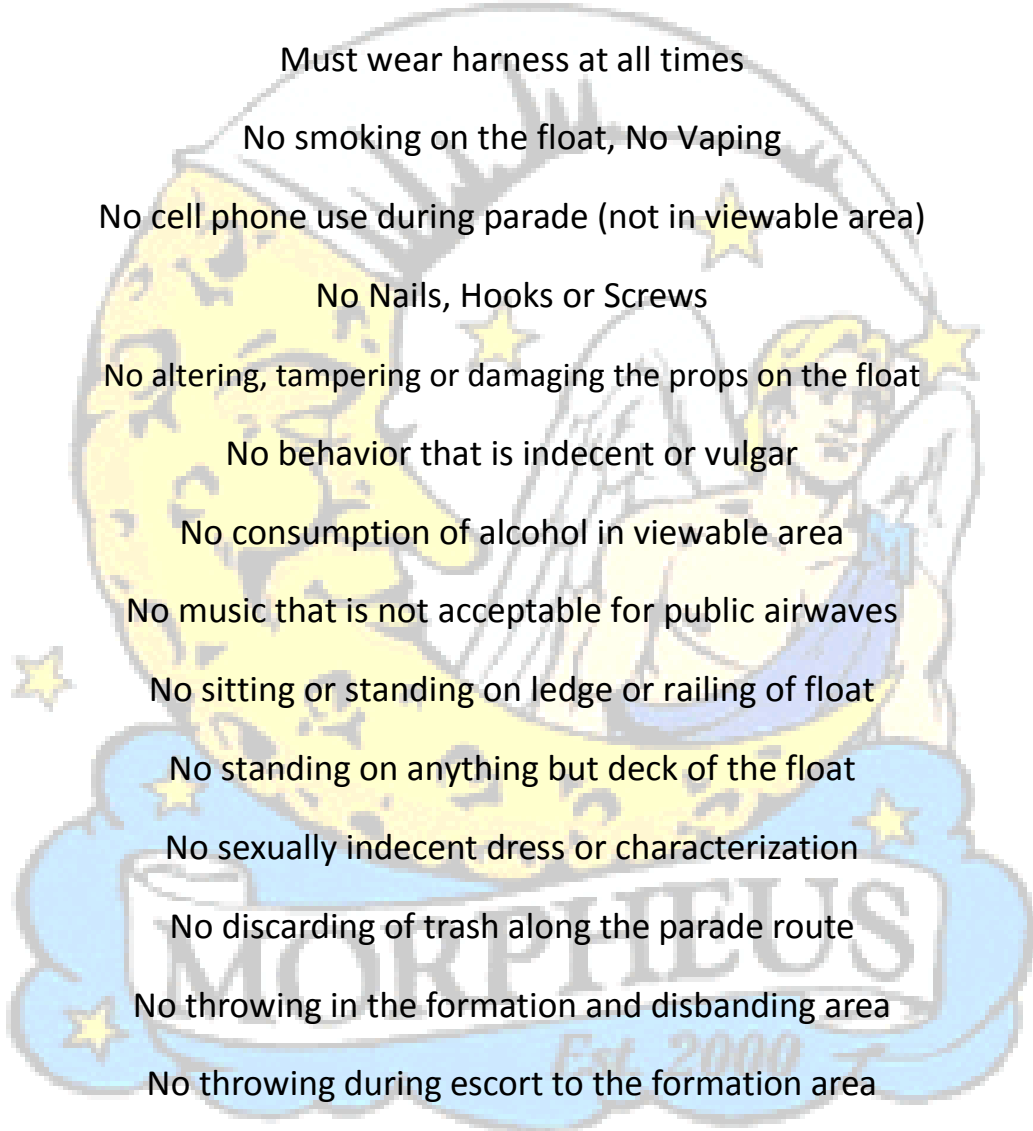 Must wear harness at all times
No smoking on the float, No Vaping
No cell phone use during parade (not in viewable area)
No Nails, Hooks or Screws
No altering, tampering or damaging the props on the float
No behavior that is indecent or vulgar
No consumption of alcohol in viewable area
No music that is not acceptable for public airwaves
No sitting or standing on ledge or railing of float
No standing on anything but deck of the float
No sexually indecent dress or characterization
No discarding of trash along the parade route
MORPHEUS
No throwing in the formation and disbanding area
Est. 2000
No throwing during escort to the formation area
M